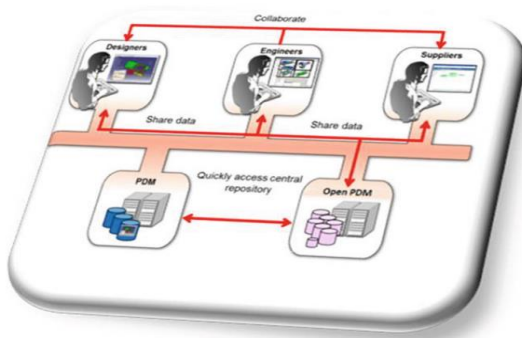 Collaborate
Designers
Engineers
Suppliers
Share data
Share data
PDM
Quickly access central
repository
Open PDM